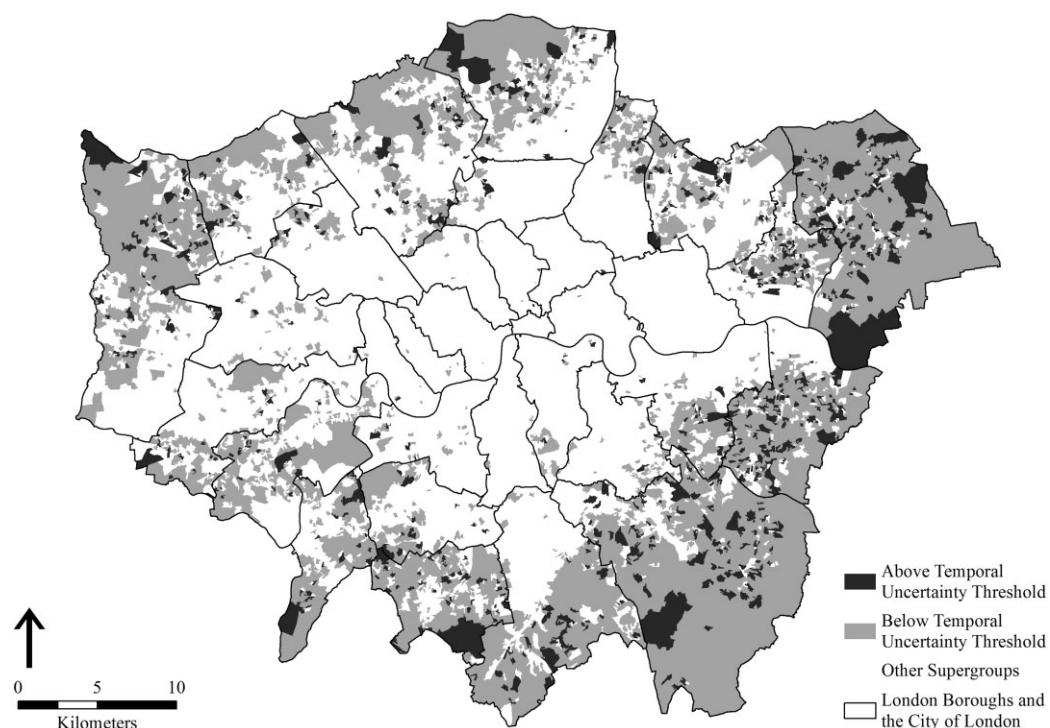 Above Temporal
Uncertainty Threshold
Below Temporal
Uncertainty Threshold
Other Supergroups
London Boroughs and
the City of London
0 5 10
Kilometers